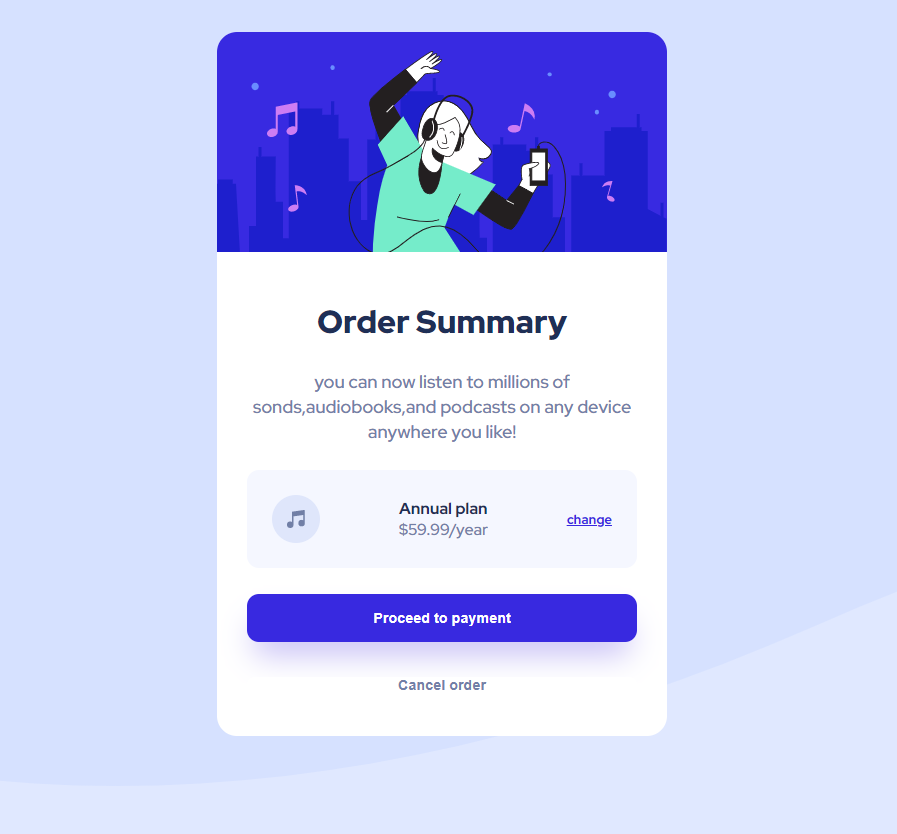 Order Summary
you can now listen to millions of
sonds,audiobooks,and podcasts on any device
anywhere you like!
Annual plan
$59.99/year
change
Proceed to payment
Cancel order